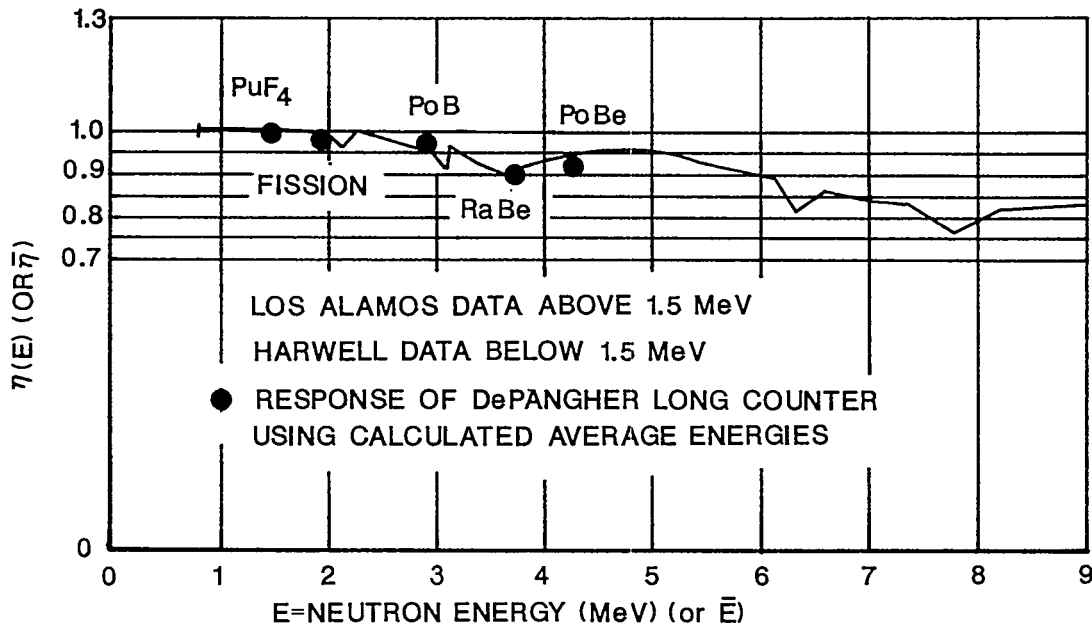 1.3
PuF4
PoB
PoBe
1.0
0.9
FISSION
RaBe
0.8
0.7
η(E) (OR η̅)
LOS ALAMOS DATA ABOVE 1.5 MeV
HARWELL DATA BELOW 1.5 MeV
● RESPONSE OF DePANGHER LONG COUNTER
USING CALCULATED AVERAGE ENERGIES
0
0 1 2 3 4 5 6 7 8 9
E=NEUTRON ENERGY (MeV) (or E̅)